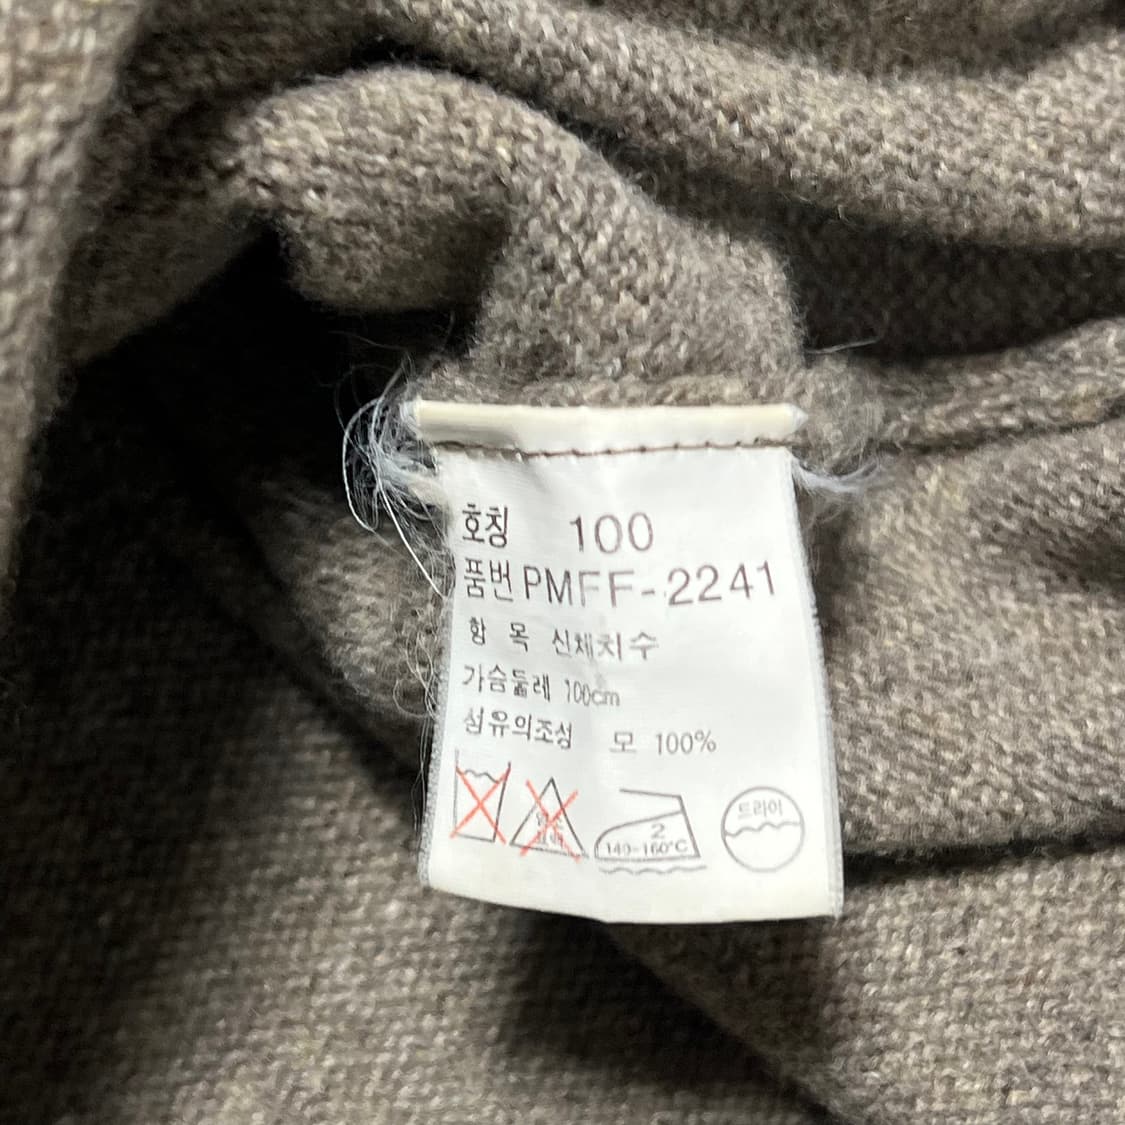 호칭 100
품번 PMFF-2241
항 목 신체치수
가슴둘레 100cm
섬유의조성 모 100%
2
140-160°C
드라이